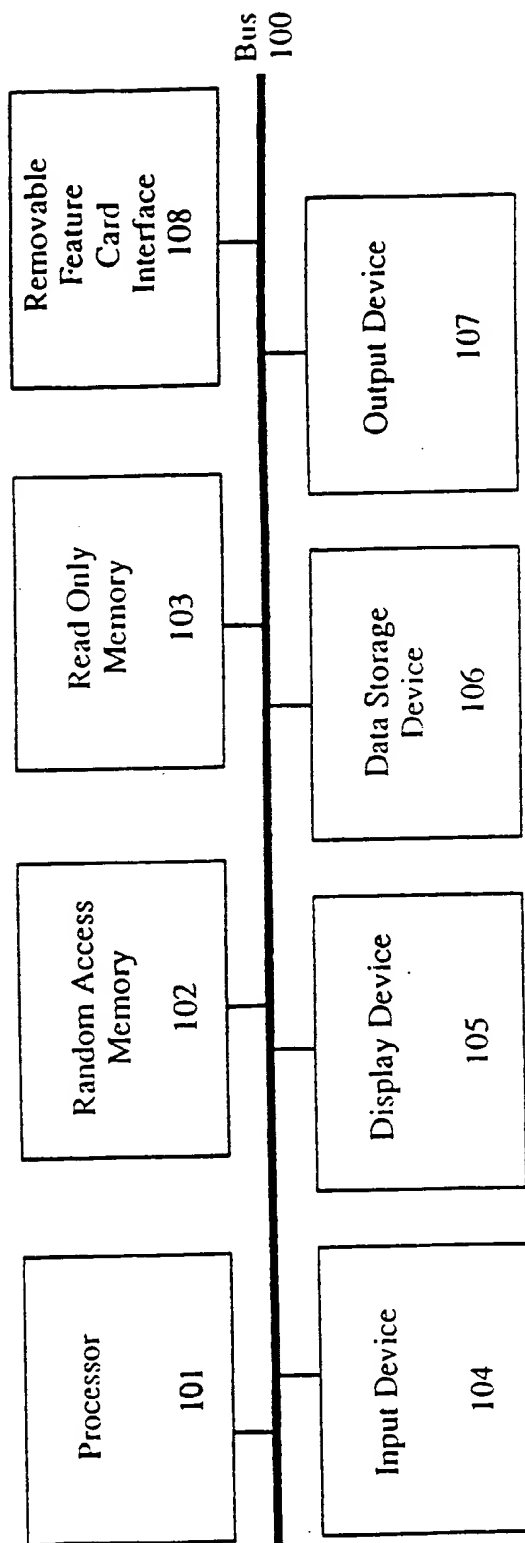 Processor
101
Random Access
Memory
102
Read Only
Memory
103
Removable
Feature
Card
Interface
108
Bus
100
Input Device
104
Display Device
105
Data Storage
Device
106
Output Device
107